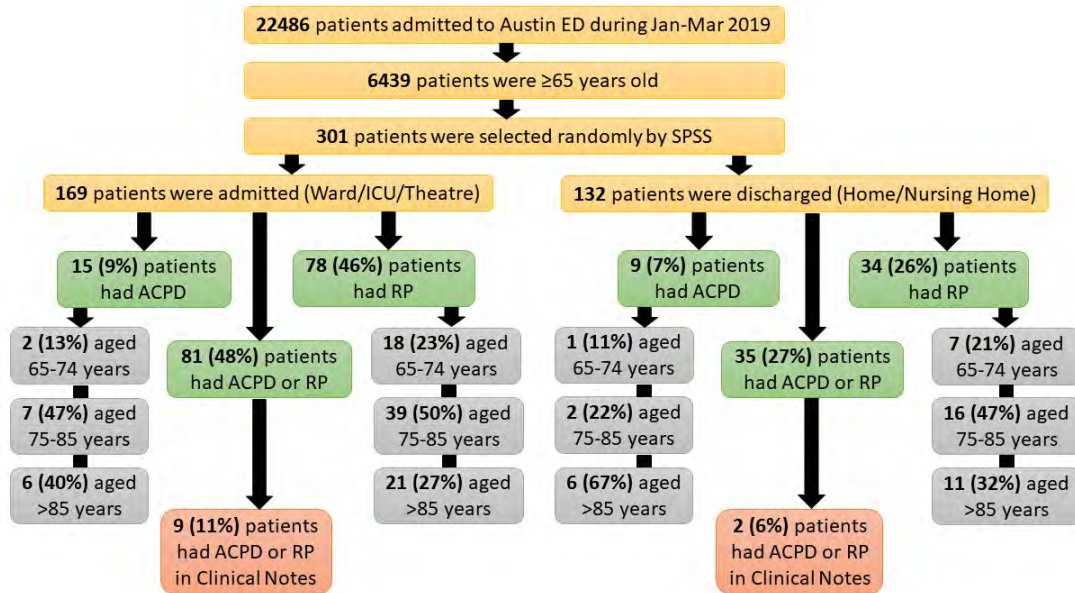 22486 patients admitted to Austin ED during Jan-Mar 2019
6439 patients were ≥65 years old
301 patients were selected randomly by SPSS
169 patients were admitted (Ward/ICU/Theatre)
15 (9%) patients
had ACPD
78 (46%) patients
had RP
2 (13%) aged
65-74 years
7 (47%) aged
75-85 years
6 (40%) aged
>85 years
81 (48%) patients
had ACPD or RP
18 (23%) aged
65-74 years
39 (50%) aged
75-85 years
21 (27%) aged
>85 years
9 (11%) patients
had ACPD or RP
in Clinical Notes
132 patients were discharged (Home/Nursing Home)
9 (7%) patients
had ACPD
34 (26%) patients
had RP
1 (11%) aged
65-74 years
2 (22%) aged
75-85 years
6 (67%) aged
>85 years
35 (27%) patients
had ACPD or RP
7 (21%) aged
65-74 years
16 (47%) aged
75-85 years
11 (32%) aged
>85 years
2 (6%) patients
had ACPD or RP
in Clinical Notes